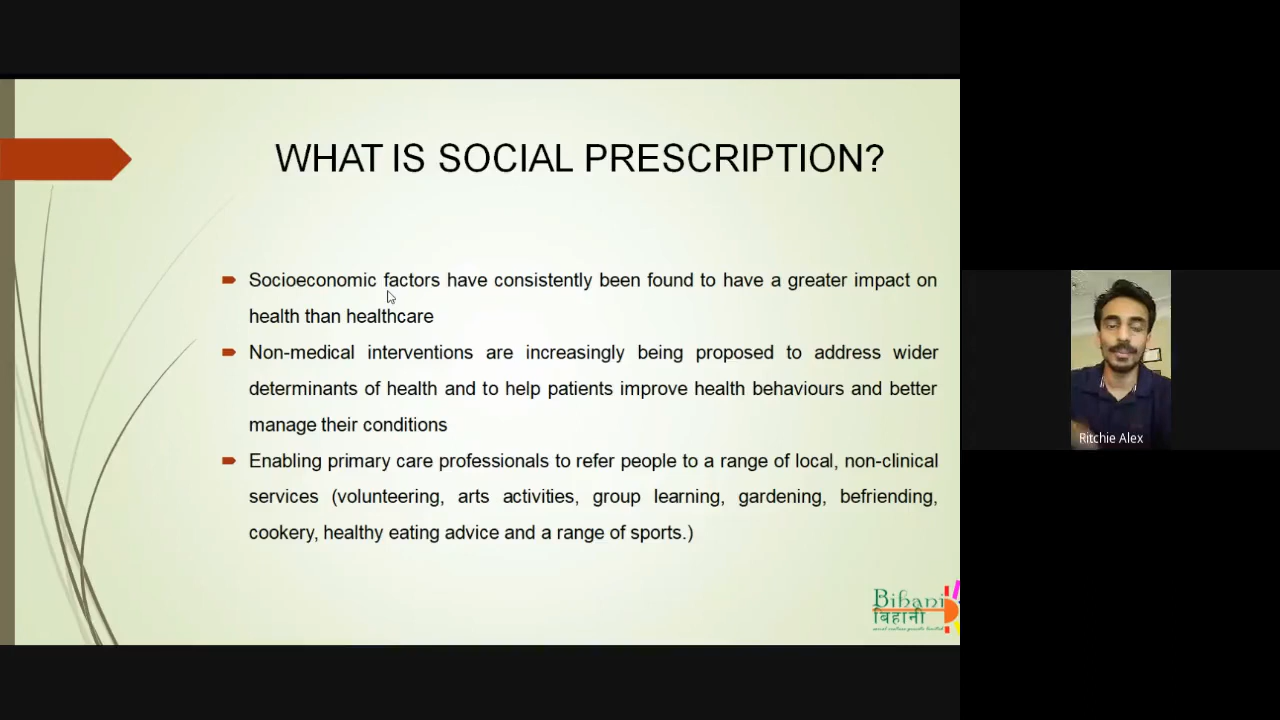 WHAT IS SOCIAL PRESCRIPTION?
Socioeconomic factors have consistently been found to have a greater impact on
health than healthcare
Non-medical interventions are increasingly being proposed to address wider
determinants of health and to help patients improve health behaviours and better
manage their conditions
Enabling primary care professionals to refer people to a range of local, non-clinical
services (volunteering, arts activities, group learning, gardening, befriending,
cookery, healthy eating advice and a range of sports.)
Ritchie Alex
Bihani
बिहानी